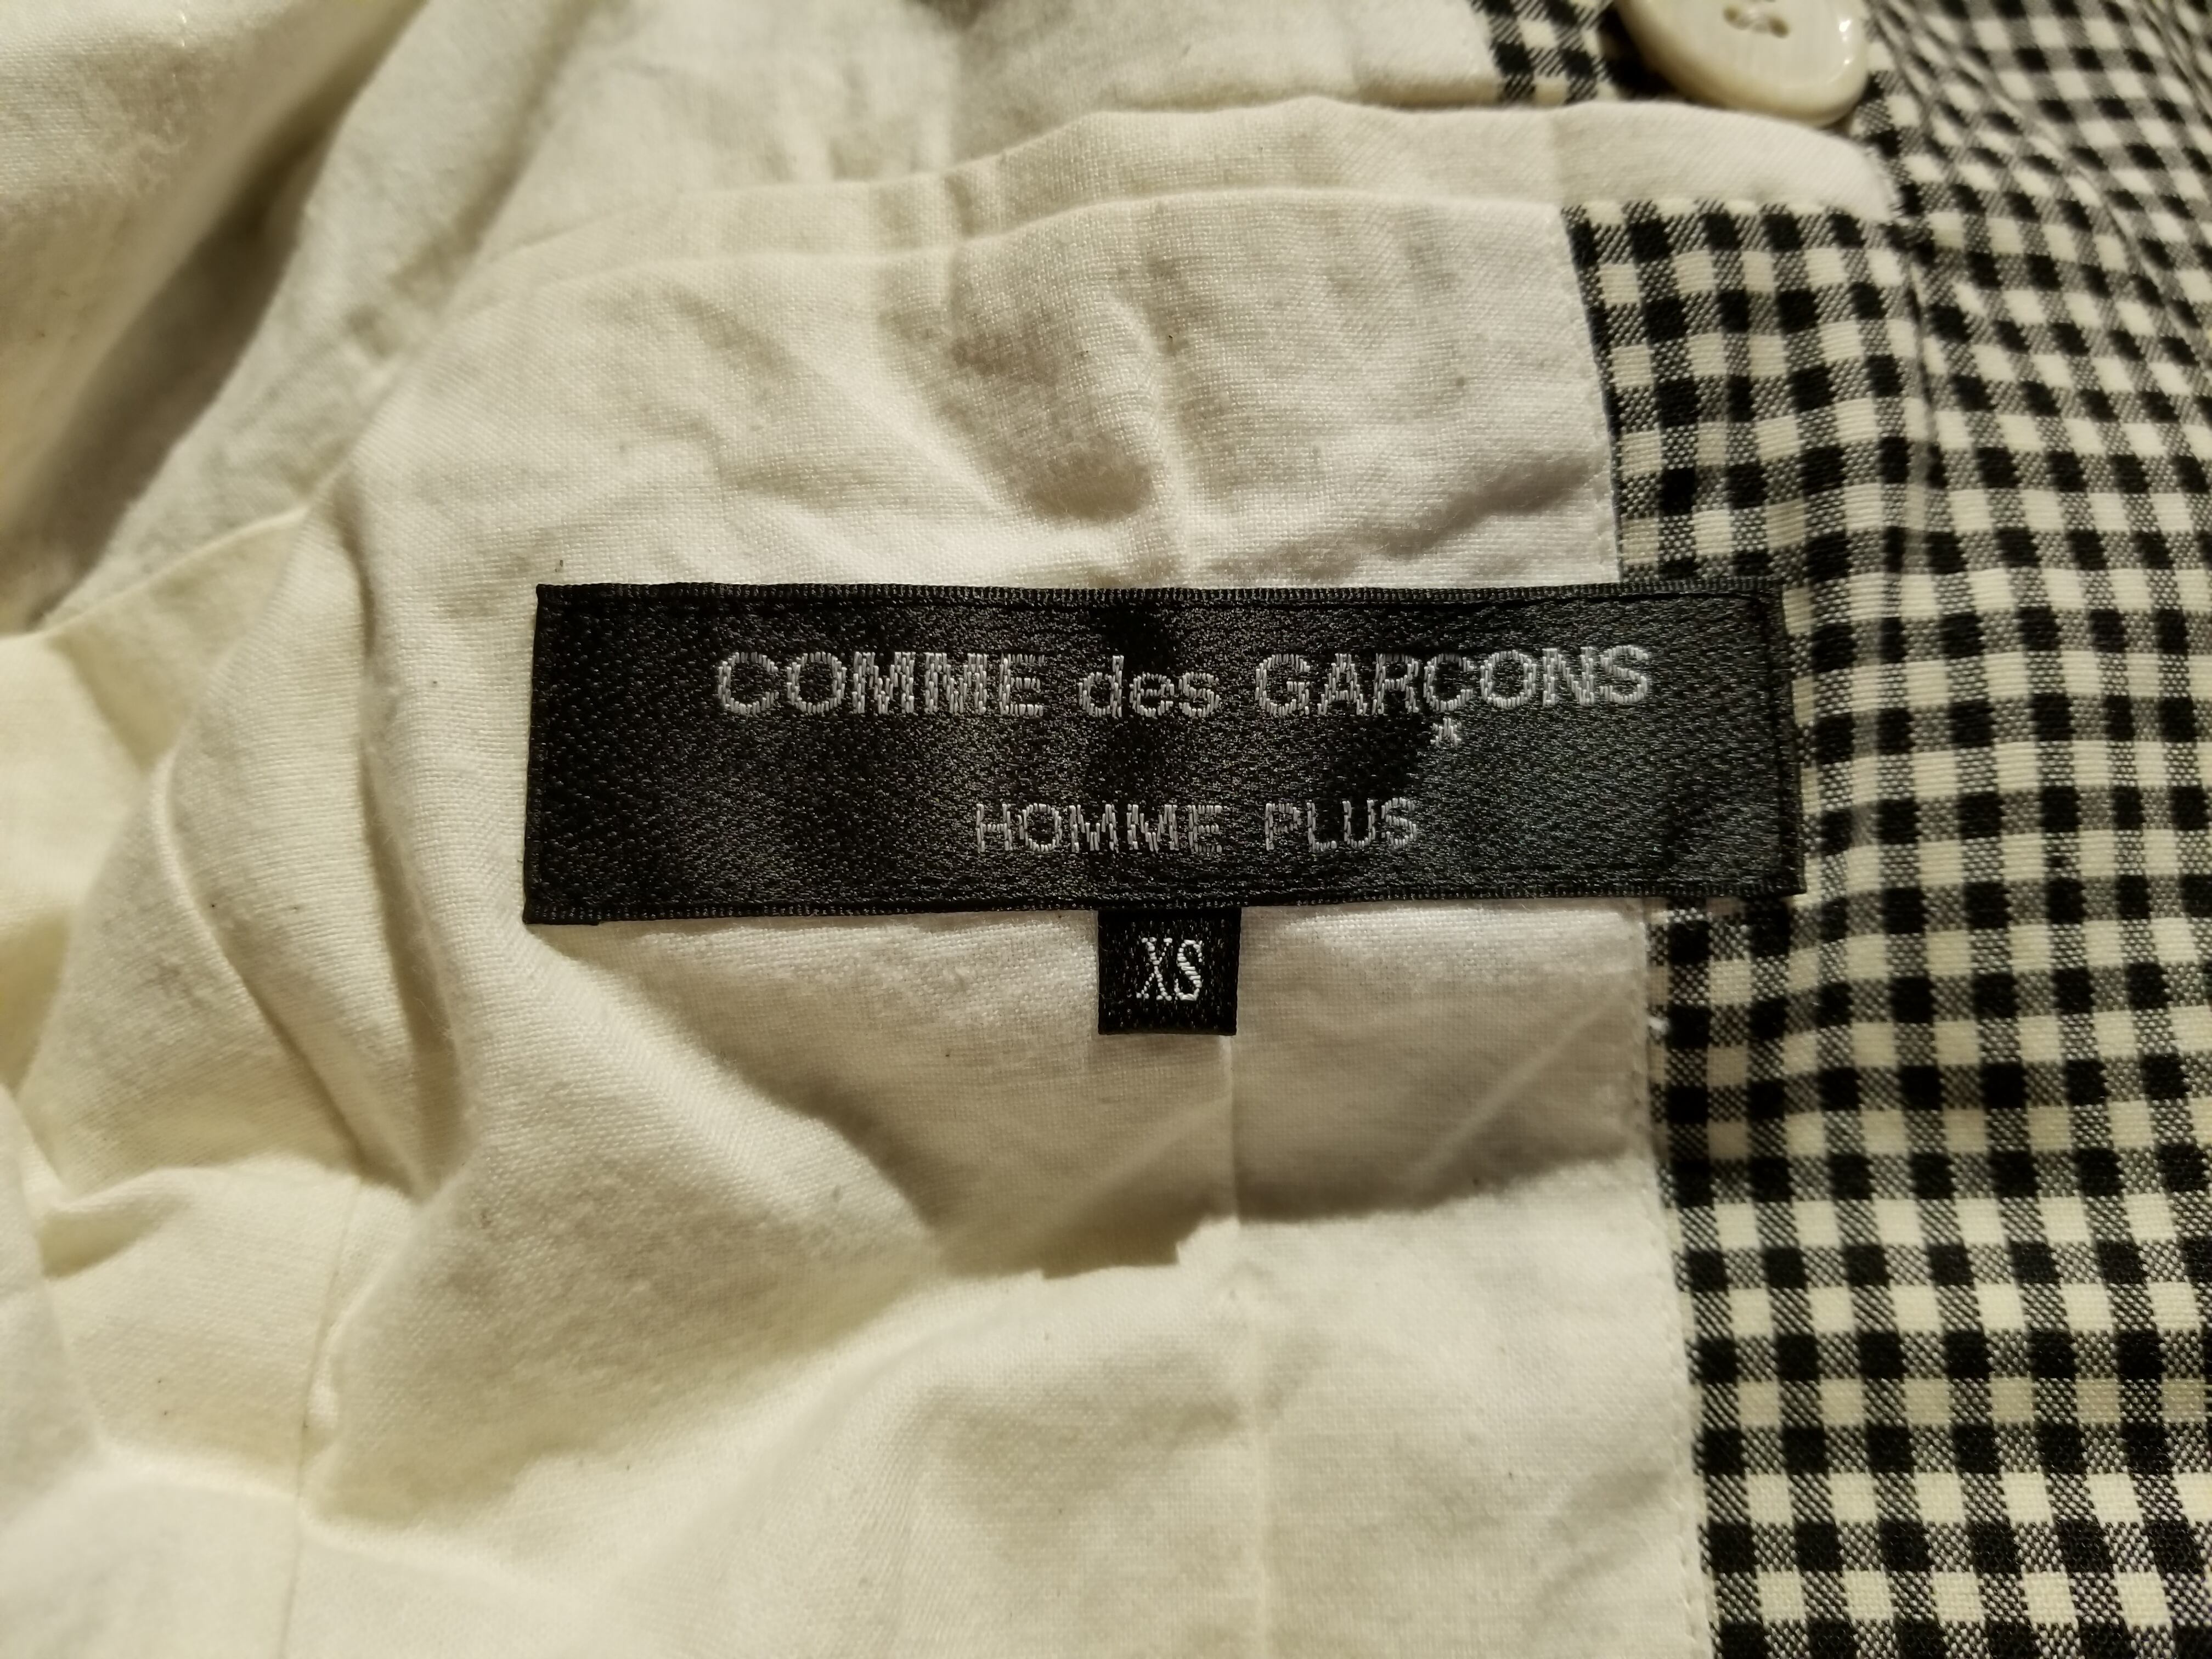 COMME des GARÇONS
*
HOMME PLUS
XS